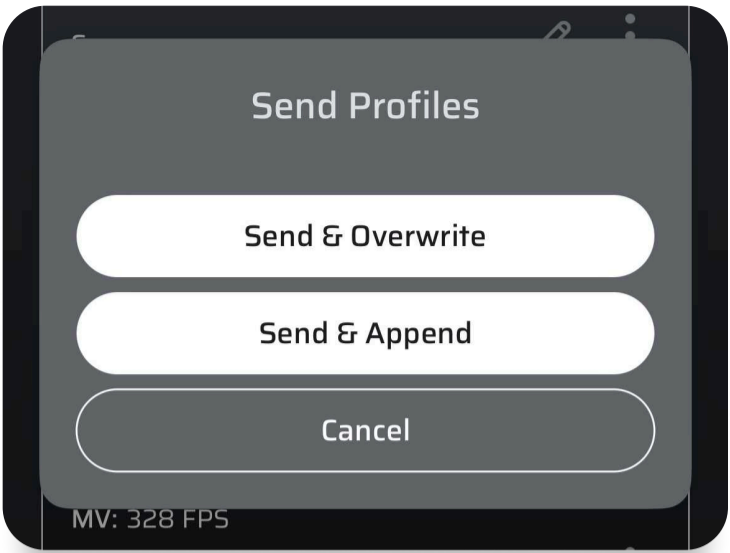 Send Profiles
Send & Overwrite
Send & Append
Cancel
MV: 328 FPS